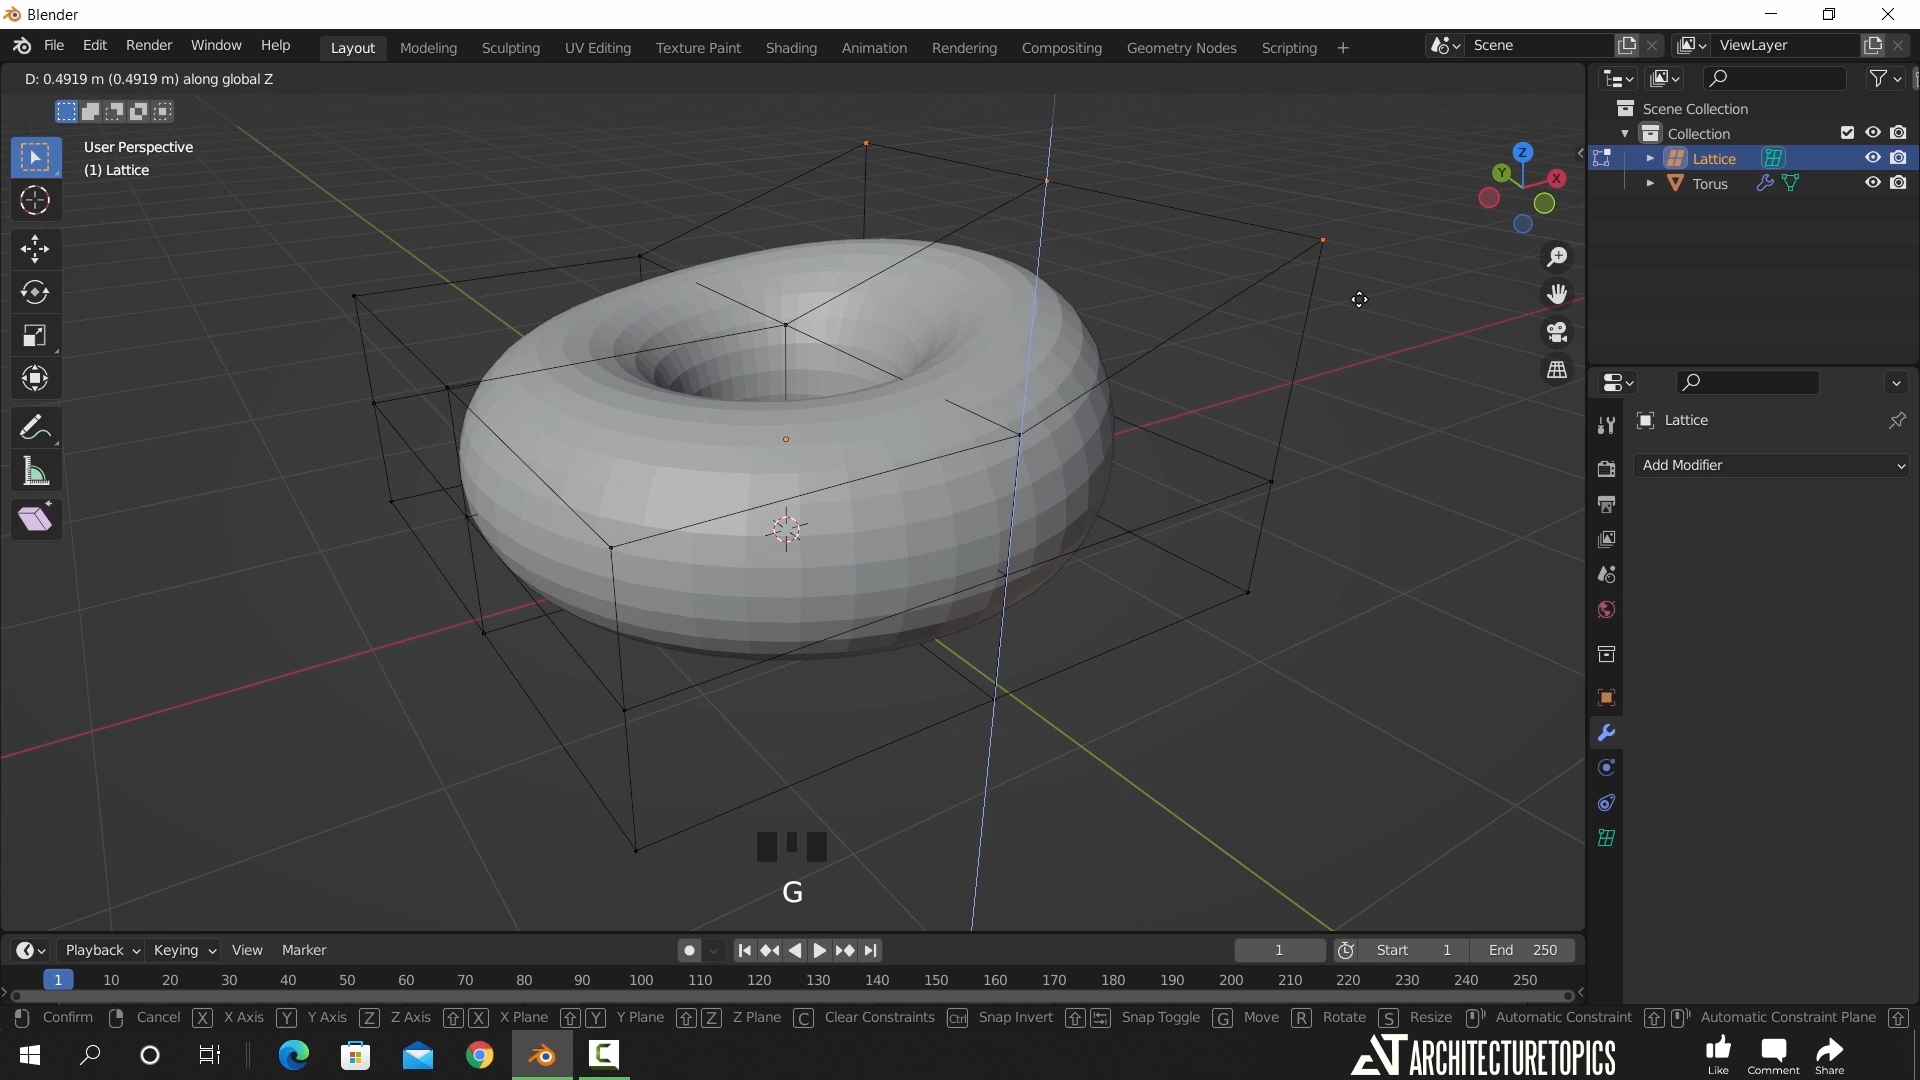 Blender
File Edit Render Window Help Layout Modeling Sculpting UV Editing Texture Paint Shading Animation Rendering Compositing Geometry Nodes Scripting + Scene ViewLayer
D: 0.4919 m (0.4919 m) along global Z
User Perspective
(1) Lattice
Z
Y
X
G
Scene Collection
Collection
Lattice
Torus
Lattice
Add Modifier
Playback Keying View Marker 1 Start 1 End 250
1 10 20 30 40 50 60 70 80 90 100 110 120 130 140 150 160 170 180 190 200 210 220 230 240 250
Confirm Cancel X X Axis Y Y Axis Z Z Axis X X Plane Y Y Plane Z Z Plane C Clear Constraints Ctrl Snap Invert Snap Toggle G Move R Rotate S Resize Automatic Constraint Automatic Constraint Plane
AT ARCHITECTURETOPICS
Like Comment Share